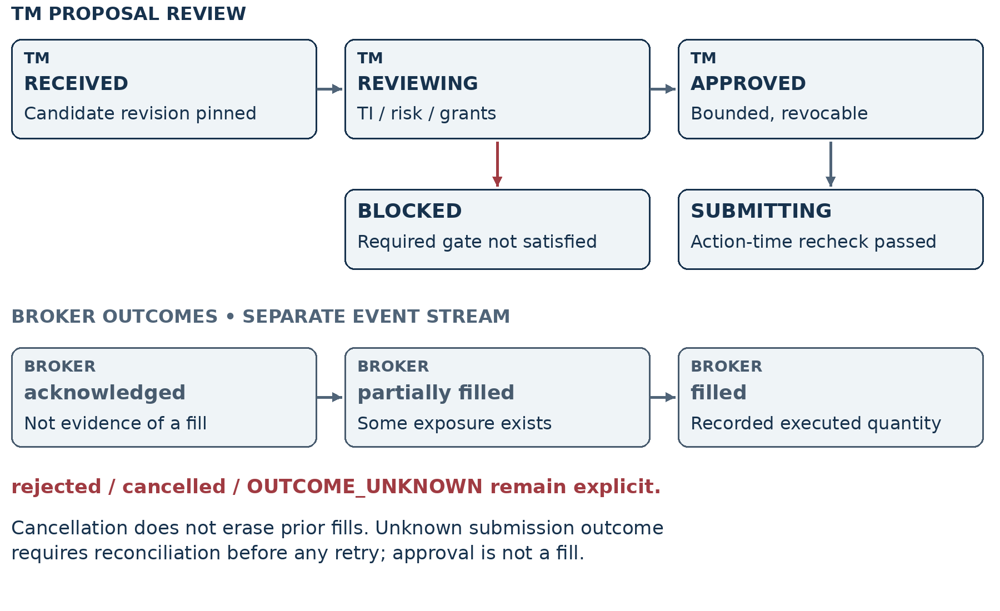 TM PROPOSAL REVIEW
TM
RECEIVED
Candidate revision pinned
TM
REVIEWING
TI / risk / grants
TM
APPROVED
Bounded, revocable
BLOCKED
Required gate not satisfied
SUBMITTING
Action-time recheck passed
BROKER OUTCOMES • SEPARATE EVENT STREAM
BROKER
acknowledged
Not evidence of a fill
BROKER
partially filled
Some exposure exists
BROKER
filled
Recorded executed quantity
rejected / cancelled / OUTCOME_UNKNOWN remain explicit.
Cancellation does not erase prior fills. Unknown submission outcome
requires reconciliation before any retry; approval is not a fill.